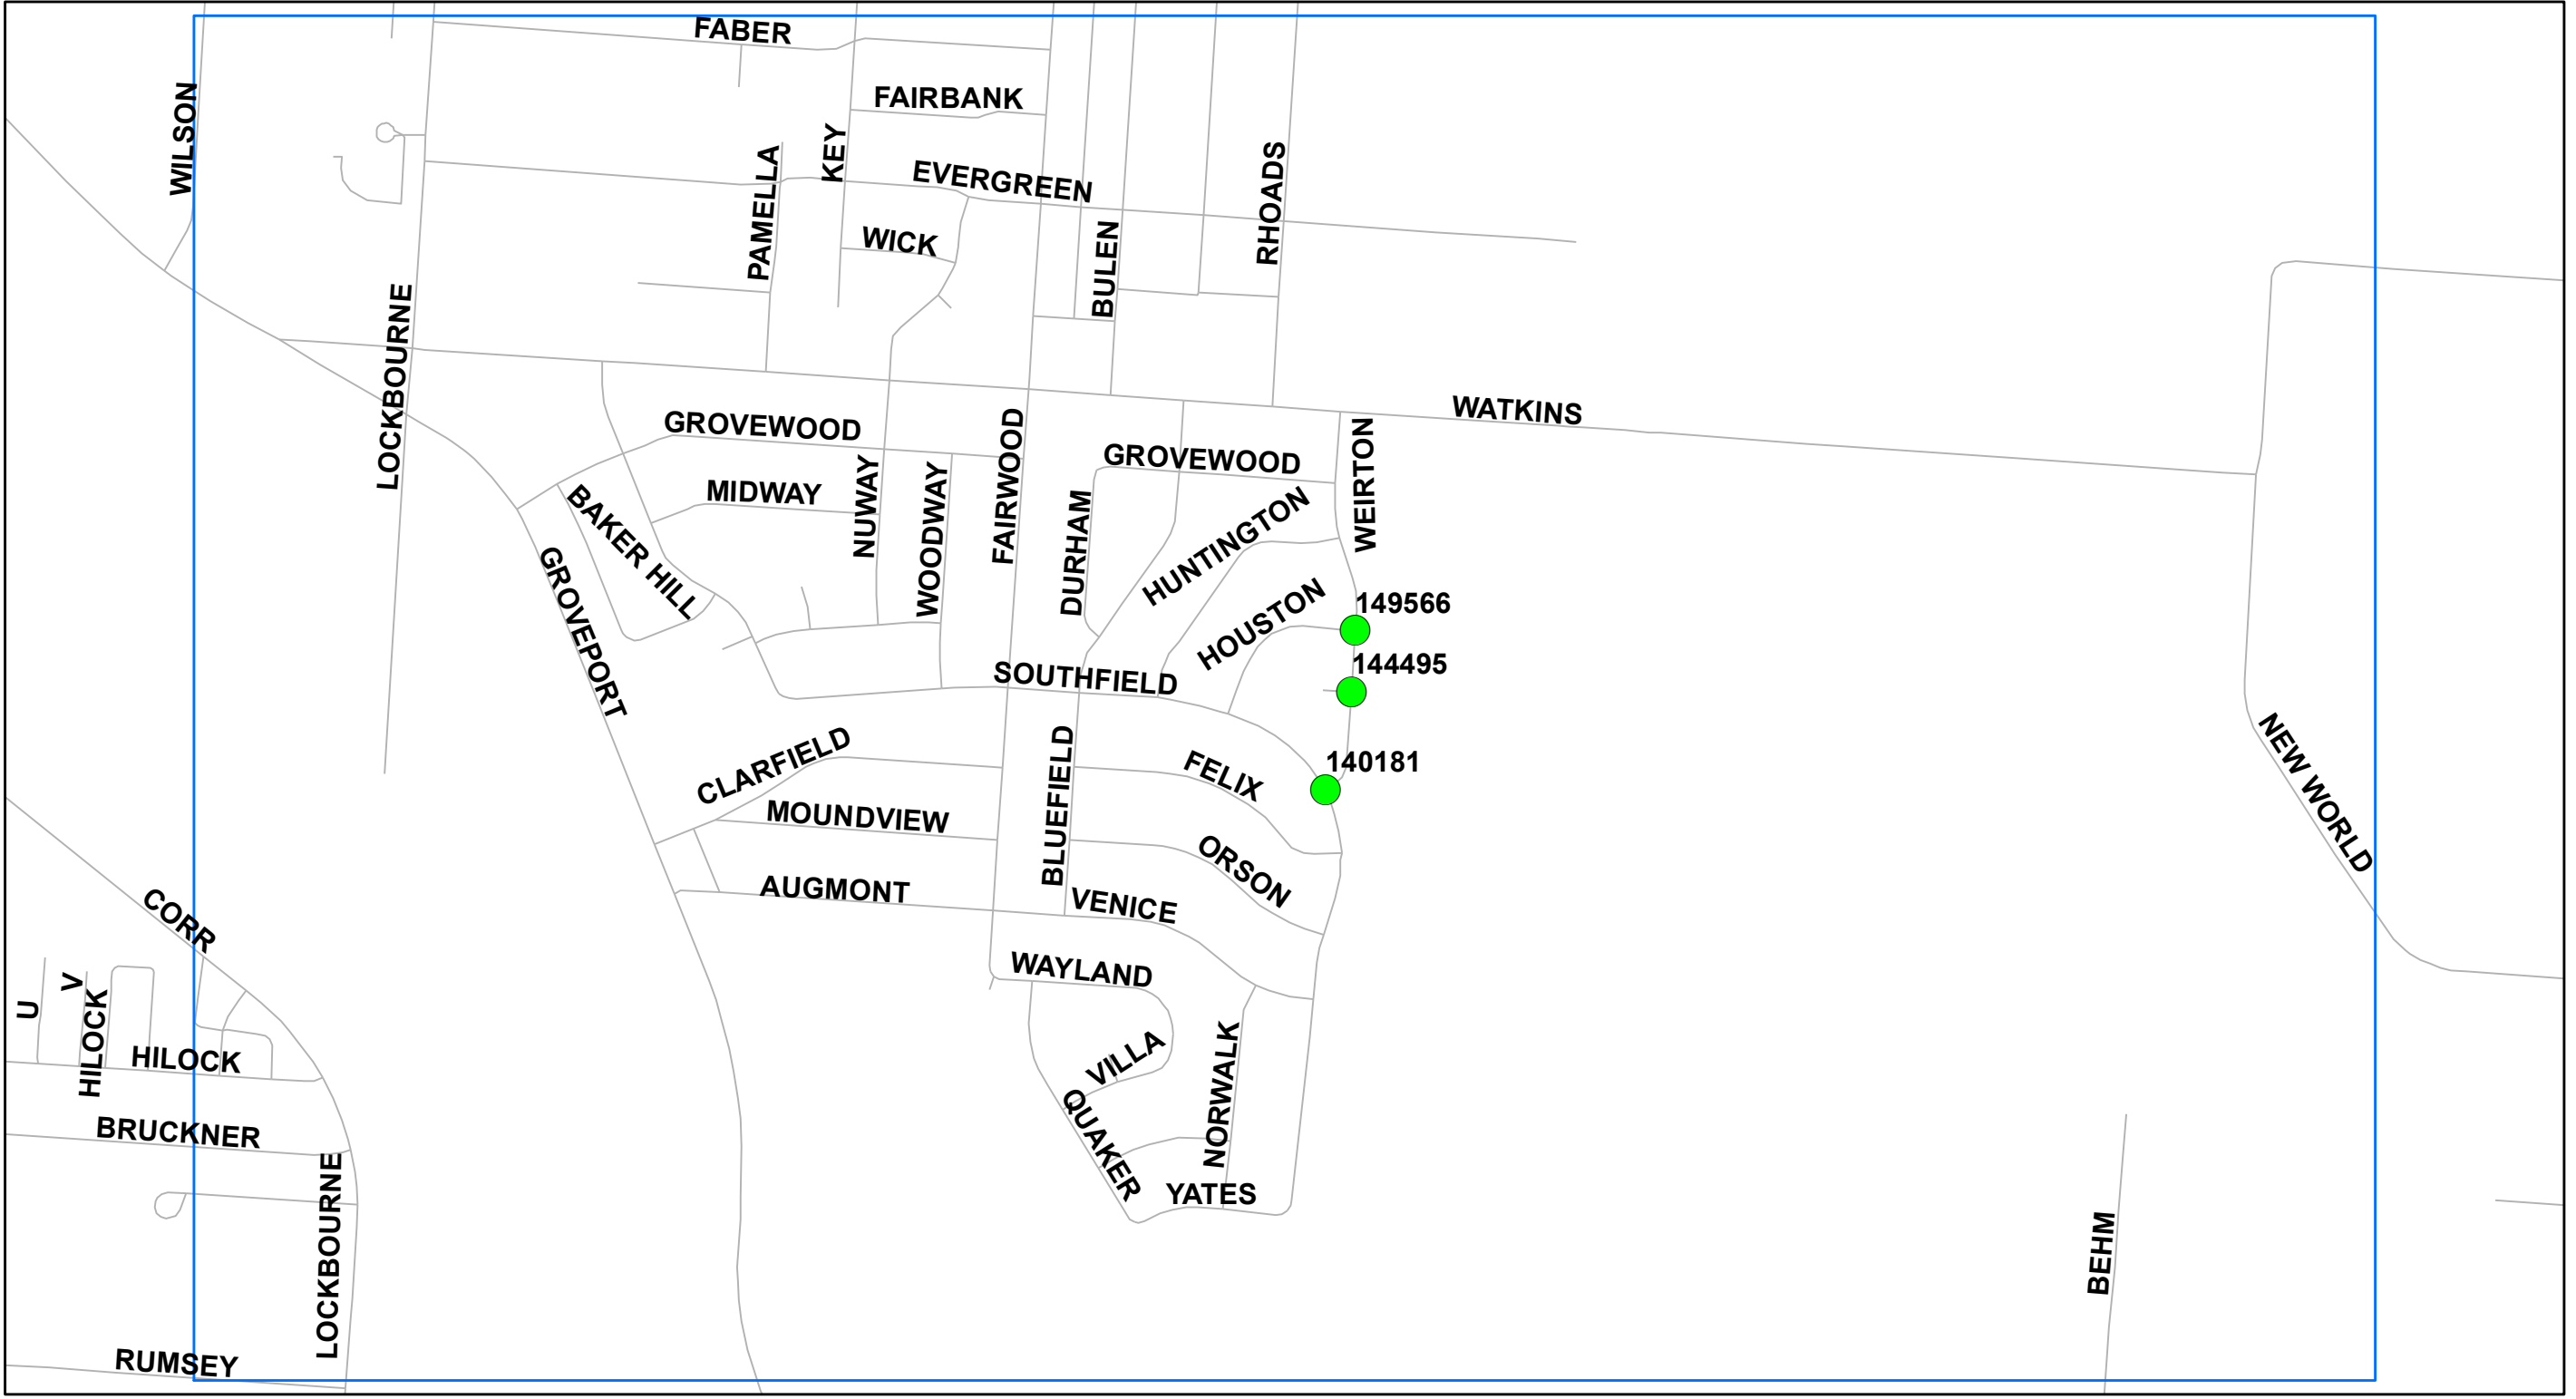 FABER
FAIRBANK
WILSON
KEY
PAMELLA
EVERGREEN
RHOADS
WICK
BULEN
LOCKBOURNE
WATKINS
GROVEWOOD
FAIRWOOD
WEIRTON
GROVEWOOD
MIDWAY
NUWAY
WOODWAY
DURHAM
HUNTINGTON
BAKER HILL
GROVEPORT
HOUSTON
149566
144495
SOUTHFIELD
140181
CLARFIELD
BLUEFIELD
FELIX
NEW WORLD
MOUNDVIEW
ORSON
AUGMONT
VENICE
CORR
WAYLAND
U
V
HILOCK
HILOCK
VILLA
NORWALK
QUAKER
BRUCKNER
YATES
LOCKBOURNE
BEHM
RUMSEY